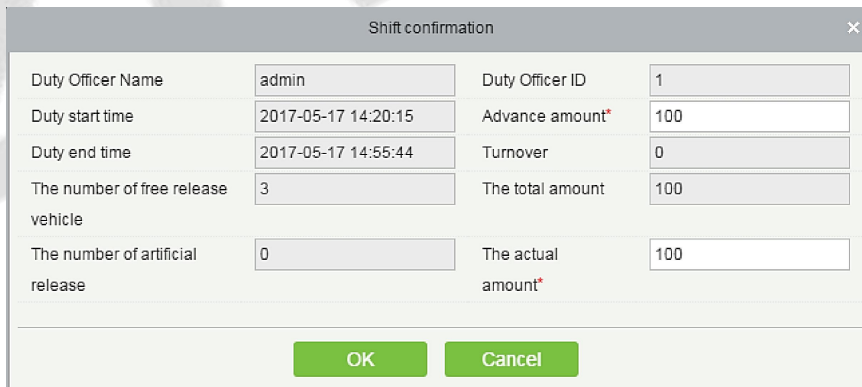 Shift confirmation ×
Duty Officer Name admin Duty Officer ID 1
Duty start time 2017-05-17 14:20:15 Advance amount* 100
Duty end time 2017-05-17 14:55:44 Turnover 0
The number of free release 3 The total amount 100
vehicle
The number of artificial 0 The actual 100
release amount*
OK Cancel